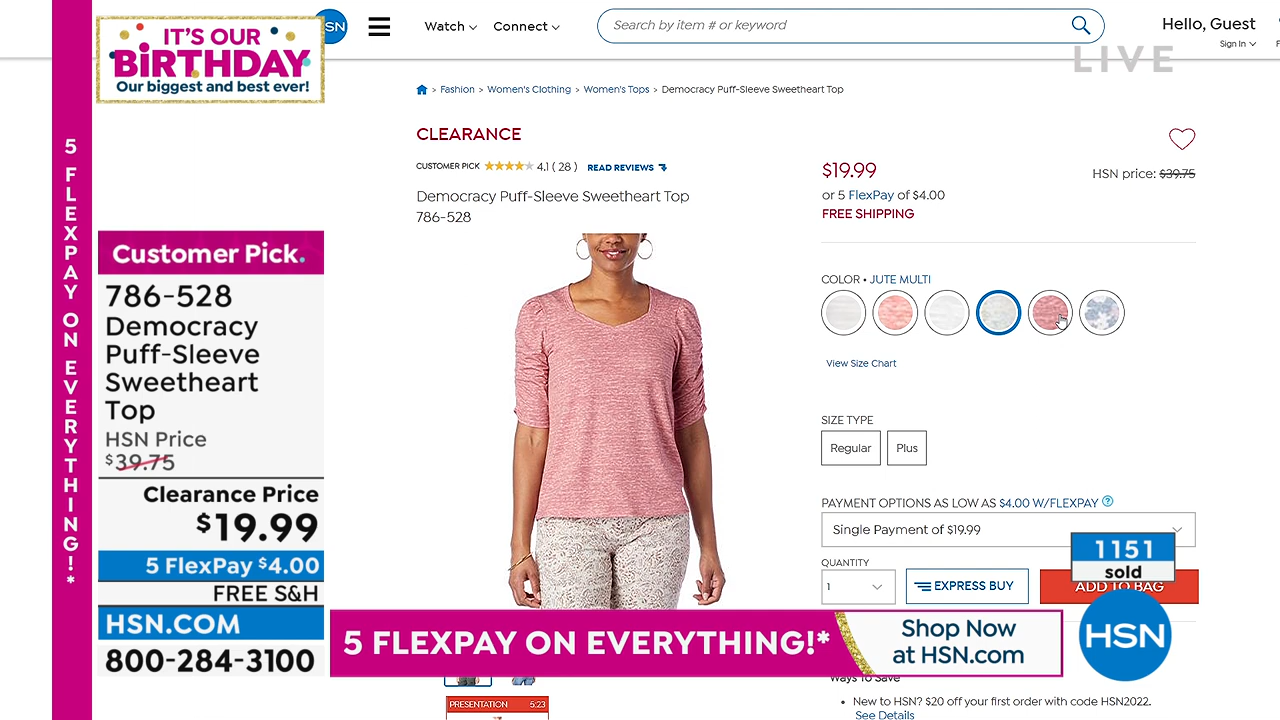 IT'S OUR
BIRTHDAY
Our biggest and best ever!
SN
Watch
Connect
Search by item # or keyword
Hello, Guest
Sign In
LIVE
5 FLEXPAY ON EVERYTHING!*
Fashion > Women's Clothing > Women's Tops > Democracy Puff-Sleeve Sweetheart Top
CLEARANCE
CUSTOMER PICK 4.1 ( 28 ) READ REVIEWS
Democracy Puff-Sleeve Sweetheart Top
786-528
$19.99
HSN price: $39.75
or 5 FlexPay of $4.00
FREE SHIPPING
COLOR • JUTE MULTI
View Size Chart
SIZE TYPE
Regular
Plus
PAYMENT OPTIONS AS LOW AS $4.00 W/FLEXPAY ?
Single Payment of $19.99
QUANTITY
1
EXPRESS BUY
ADD TO BAG
1151
sold
Customer Pick.
786-528
Democracy
Puff-Sleeve
Sweetheart
Top
HSN Price
$39.75
Clearance Price
$19.99
5 FlexPay $4.00
FREE S&H
HSN.COM
800-284-3100
5 FLEXPAY ON EVERYTHING!*
Shop Now
at HSN.com
HSN
Ways To Save
• New to HSN? $20 off your first order with code HSN2022.
See Details
PRESENTATION 5:23